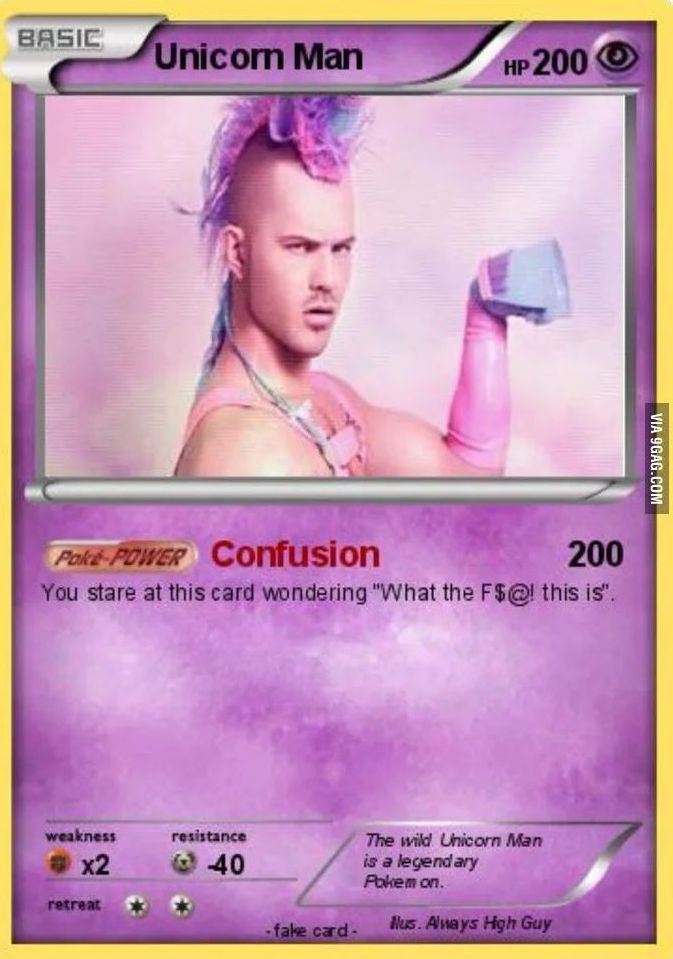 BASIC
Unicorn Man
HP 200
Poké-POWER Confusion 200
You stare at this card wondering "What the F$@! this is".
weakness resistance
x2 -40
retreat
The wild Unicorn Man
is a legendary
Pokemon.
- fake card -
Illus. Always High Guy
VIA 9GAG.COM